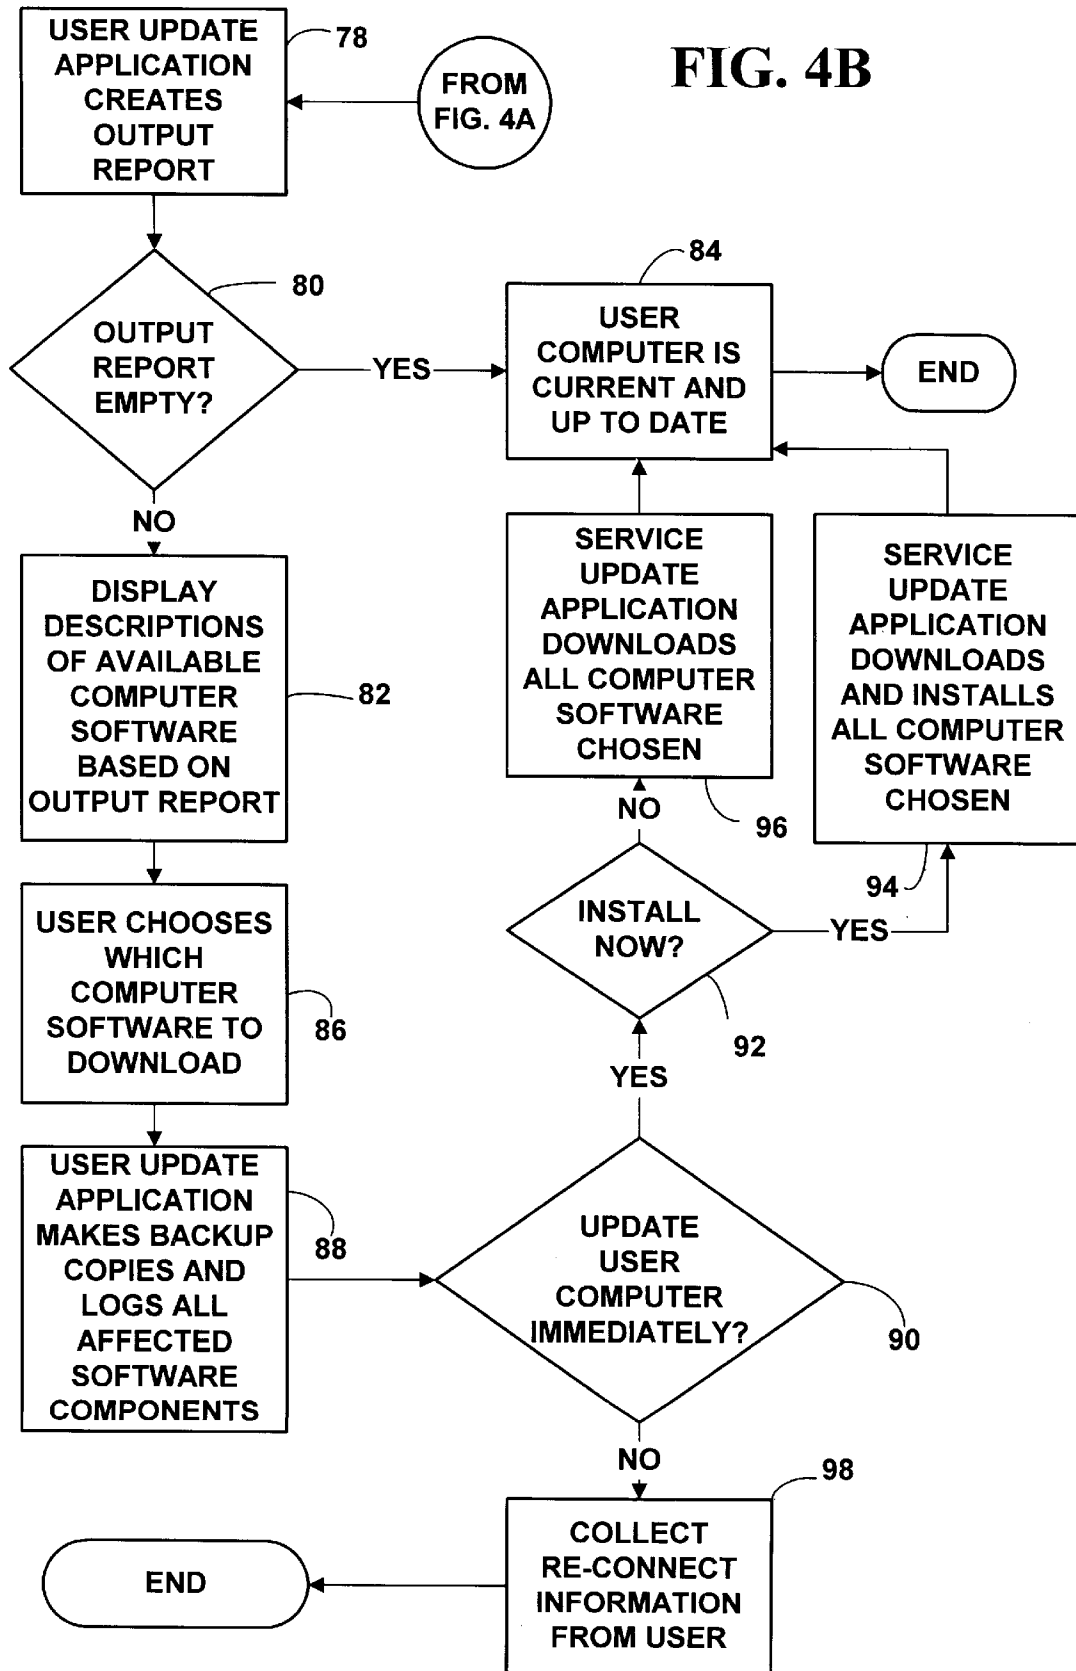 FIG. 4B
USER UPDATE
APPLICATION
CREATES
OUTPUT
REPORT
78
FROM
FIG. 4A
OUTPUT
REPORT
EMPTY?
80
YES
84
USER
COMPUTER IS
CURRENT AND
UP TO DATE
END
NO
DISPLAY
DESCRIPTIONS
OF AVAILABLE
COMPUTER
SOFTWARE
BASED ON
OUTPUT REPORT
82
SERVICE
UPDATE
APPLICATION
DOWNLOADS
ALL COMPUTER
SOFTWARE
CHOSEN
96
SERVICE
UPDATE
APPLICATION
DOWNLOADS
AND INSTALLS
ALL COMPUTER
SOFTWARE
CHOSEN
94
NO
INSTALL
NOW?
YES
92
USER CHOOSES
WHICH
COMPUTER
SOFTWARE TO
DOWNLOAD
86
YES
USER UPDATE
APPLICATION
MAKES BACKUP
COPIES AND
LOGS ALL
AFFECTED
SOFTWARE
COMPONENTS
88
UPDATE
USER
COMPUTER
IMMEDIATELY?
90
NO
98
COLLECT
RE-CONNECT
INFORMATION
FROM USER
END